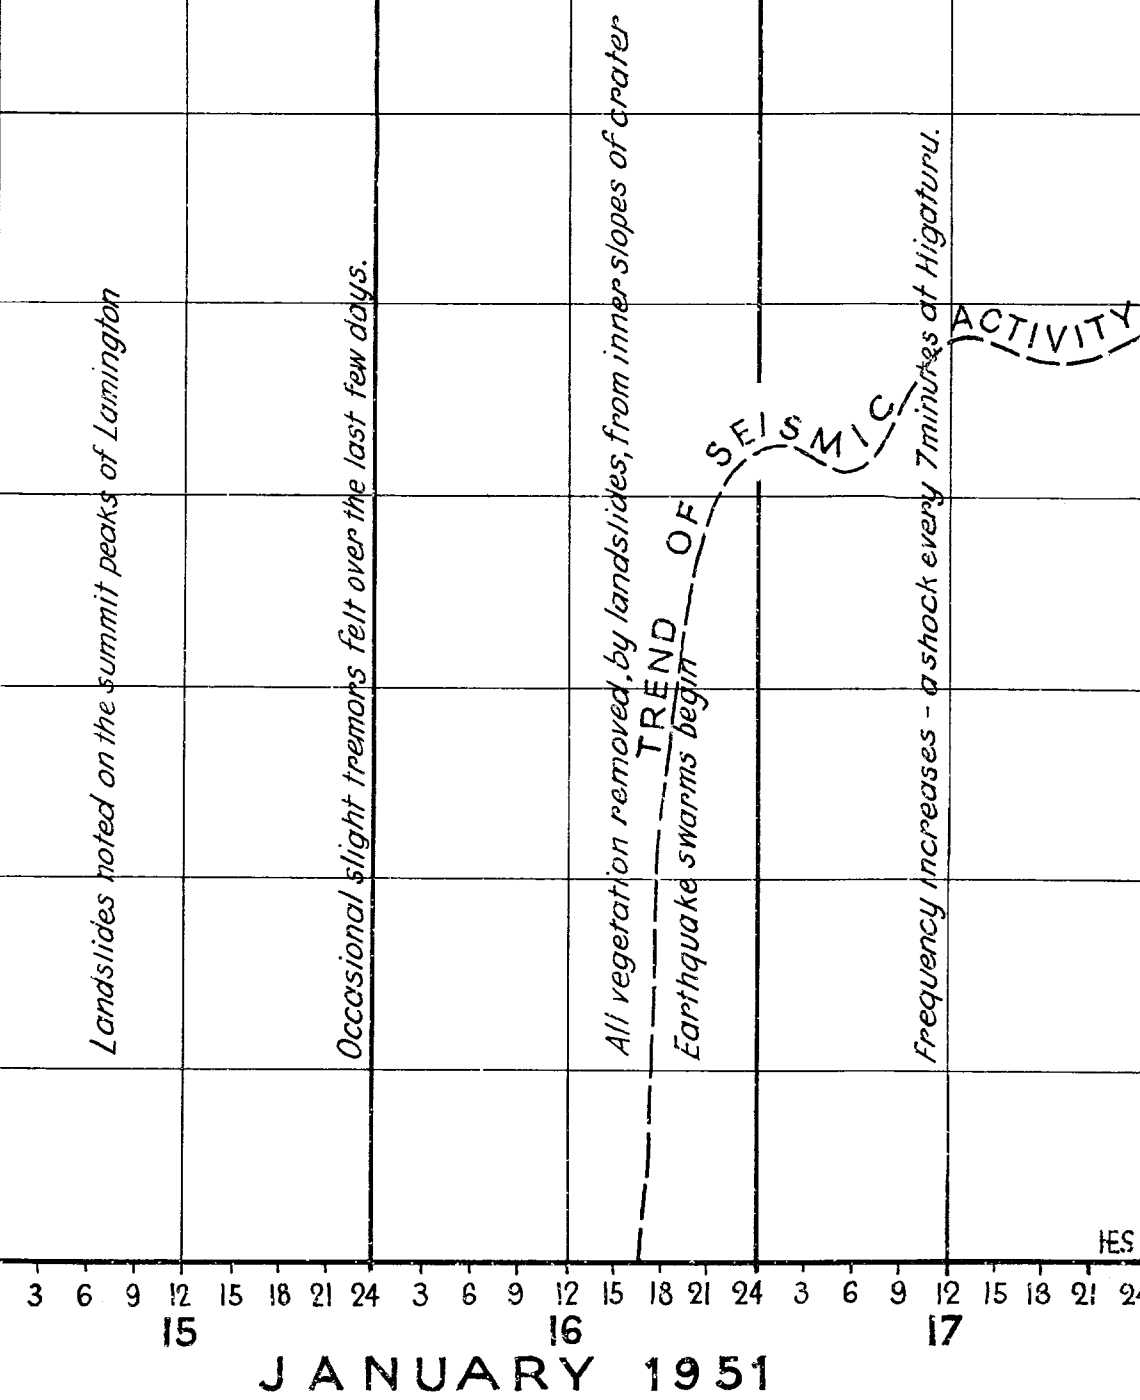 Landslides noted on the summit peaks of Lamington
Occasional slight tremors felt over the last few days.
All vegetation removed, by landslides, from inner slopes of crater
Earthquake swarms begin
TREND OF SEISMIC ACTIVITY
Frequency increases - a shock every 7 minutes at Higaturu.
3 6 9 12 15 18 21 24 3 6 9 12 15 18 21 24 3 6 9 12 15 18 21
15 16 17
JANUARY 1951